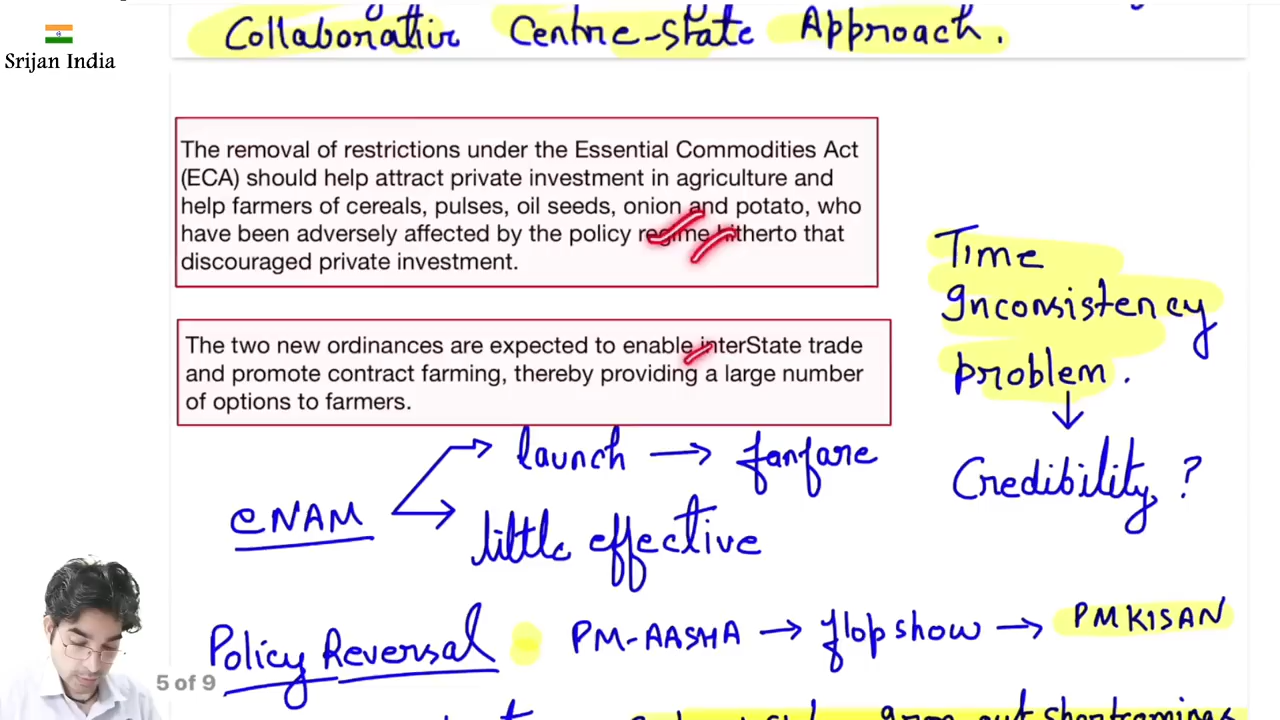 Collaborative Centre-state Approach.
Srijan India
The removal of restrictions under the Essential Commodities Act
(ECA) should help attract private investment in agriculture and
help farmers of cereals, pulses, oil seeds, onion and potato, who
have been adversely affected by the policy regime hitherto that
discouraged private investment.
Time
Inconsistency
problem.
Credibility ?
The two new ordinances are expected to enable interState trade
and promote contract farming, thereby providing a large number
of options to farmers.
launch → fanfare
eNAM
little effective
Policy Reversal PM-AASHA → flop show → PM KISAN
5 of 9